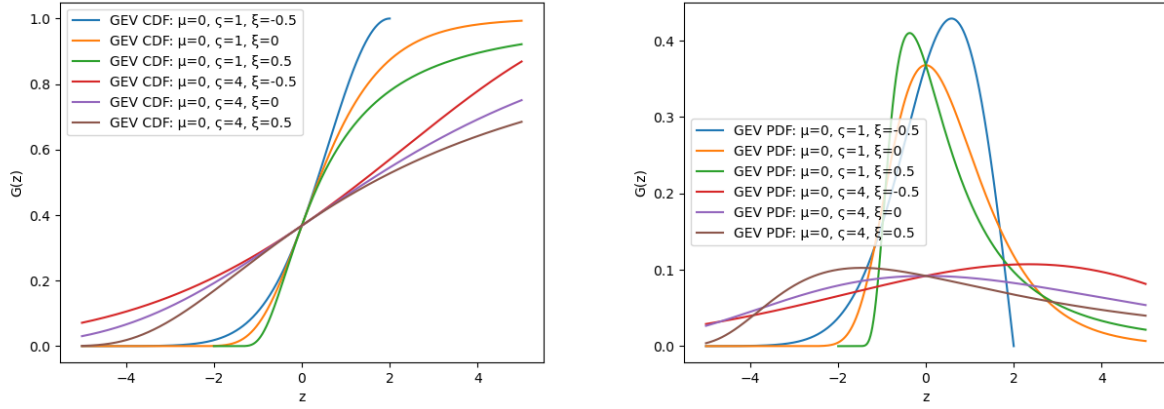 1.0
0.8
0.6
0.4
0.2
0.0
G(z)
GEV CDF: μ=0, ς=1, ξ=-0.5
GEV CDF: μ=0, ς=1, ξ=0
GEV CDF: μ=0, ς=1, ξ=0.5
GEV CDF: μ=0, ς=4, ξ=-0.5
GEV CDF: μ=0, ς=4, ξ=0
GEV CDF: μ=0, ς=4, ξ=0.5
−4 −2 0 2 4
z
0.4
0.3
0.2
0.1
0.0
G(z)
GEV PDF: μ=0, ς=1, ξ=-0.5
GEV PDF: μ=0, ς=1, ξ=0
GEV PDF: μ=0, ς=1, ξ=0.5
GEV PDF: μ=0, ς=4, ξ=-0.5
GEV PDF: μ=0, ς=4, ξ=0
GEV PDF: μ=0, ς=4, ξ=0.5
−4 −2 0 2 4
z